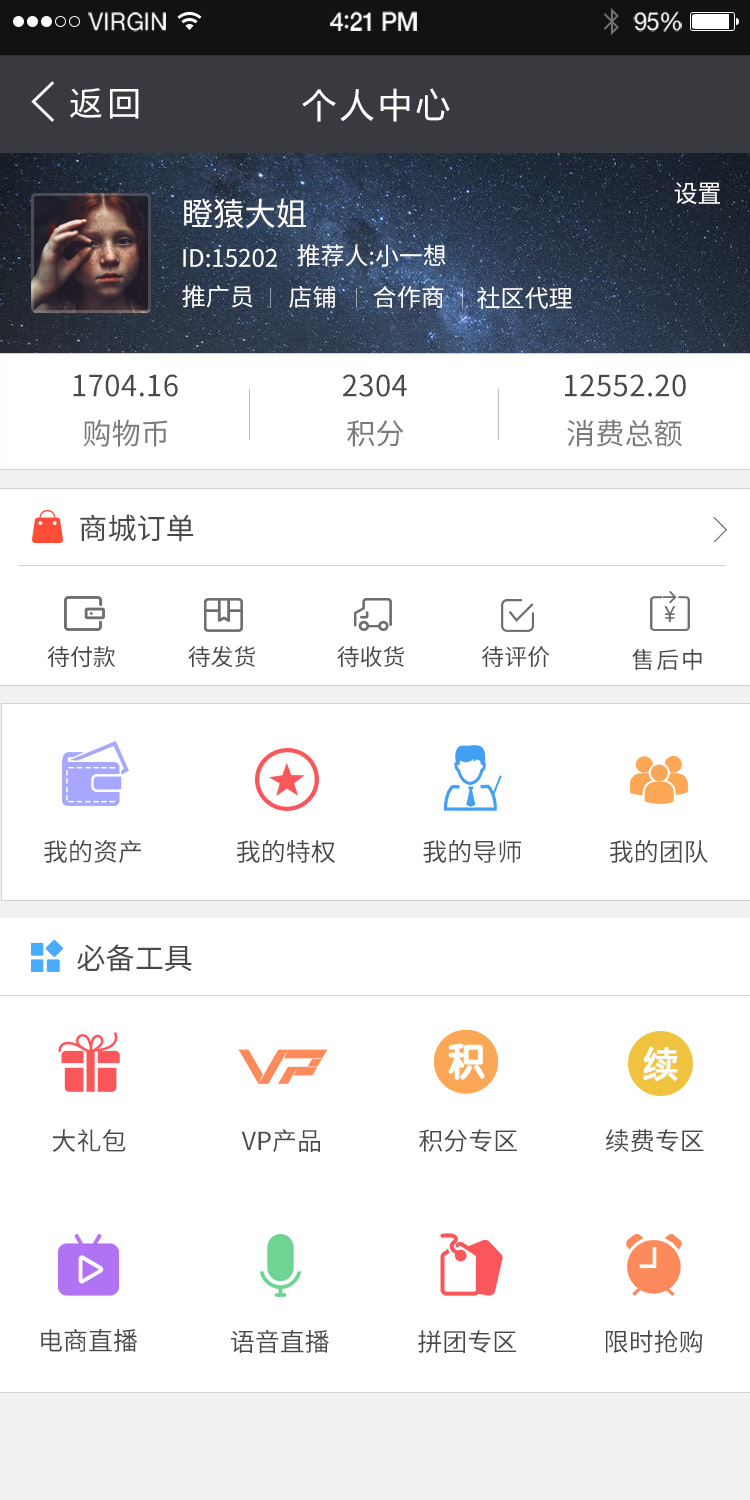 VIRGIN 4:21 PM 95%
返回 个人中心
设置
瞪猿大姐
ID:15202 推荐人:小一想
推广员 店铺 合作商 社区代理
1704.16 2304 12552.20
购物币 积分 消费总额
商城订单
¥
待付款 待发货 待收货 待评价 售后中
我的资产 我的特权 我的导师 我的团队
必备工具
VP 积 续
大礼包 VP产品 积分专区 续费专区
电商直播 语音直播 拼团专区 限时抢购